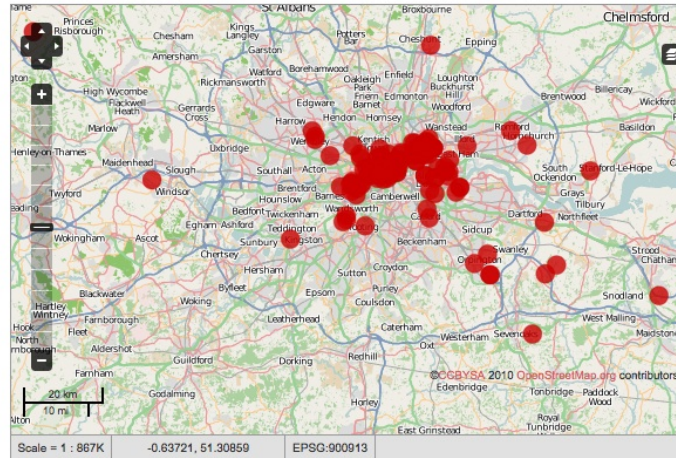 St Albans
Broxbourne
Chelmsford
Princes
Risborough
Chesham
Kings
Langley
Potters
Bar
Cheshunt
Epping
Amersham
Garston
Watford
Borehamwood
Enfield
Loughton
Buckhurst
Hill
Woodford
Rickmansworth
Oakleigh
Park
Friern
Barnet
Edmonton
Brentwood
Billericay
High Wycombe
Flackwell
Heath
Gerrards
Cross
Edgware
Hendon
Hornsey
Wickford
Marlow
Harrow
Wanstead
Romford
Hornchurch
Basildon
Uxbridge
Kentish
Henley-on-Thames
Maidenhead
Slough
Southall
Acton
South
Ockendon
Stanford-Le-Hope
Twyford
Windsor
Brentford
Barnes
Camberwell
Grays
Tilbury
Hounslow
Wandsworth
Dartford
Northfleet
Bedfont
Twickenham
Catford
Wokingham
Ascot
Egham
Ashford
Teddington
Tooting
Sidcup
Sunbury
Kingston
Beckenham
Swanley
Strood
Chatham
Chertsey
Hersham
Sutton
Croydon
Orpington
Hartley
Wintney
Blackwater
Byfleet
Epsom
Purley
Coulsdon
Snodland
Woking
Hook
North
Farnborough
Fleet
Leatherhead
Caterham
Westerham
Sevenoaks
West Malling
Maidstone
Aldershot
Guildford
Oxt
Dorking
Redhill
Farnham
©CCBYSA 2010 OpenStreetMap.org contributors
Edenbridge
Tonbridge
Paddock
Wood
Godalming
Horley
Royal
Tunbridge
Wells
East Grinstead
Alton
20 km
10 mi
Scale = 1 : 867K
-0.63721, 51.30859
EPSG:900913